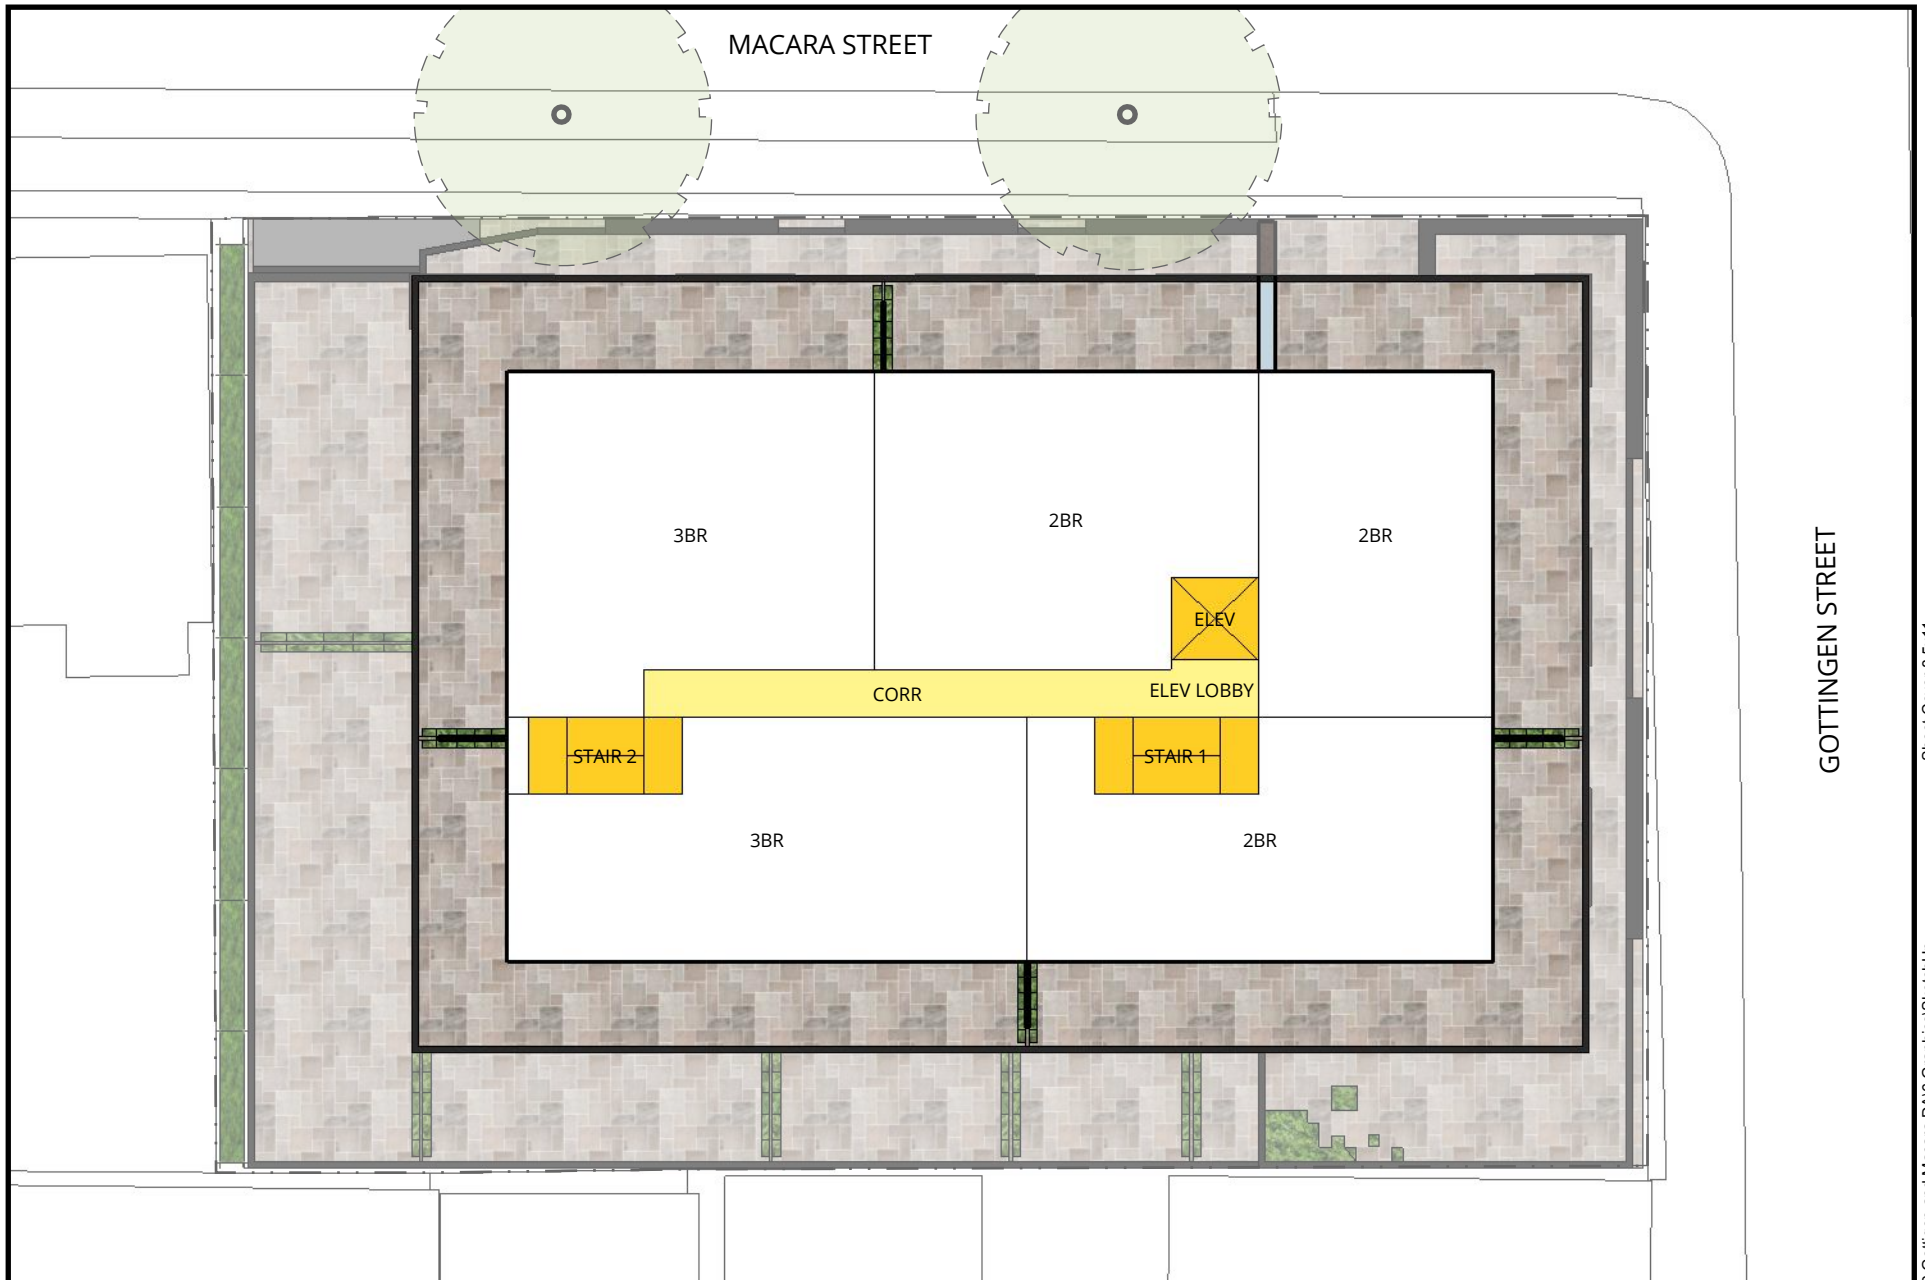 MACARA STREET
3BR
2BR
2BR
ELEV
GOTTINGEN STREET
CORR
ELEV LOBBY
STAIR 2
STAIR 1
3BR
2BR